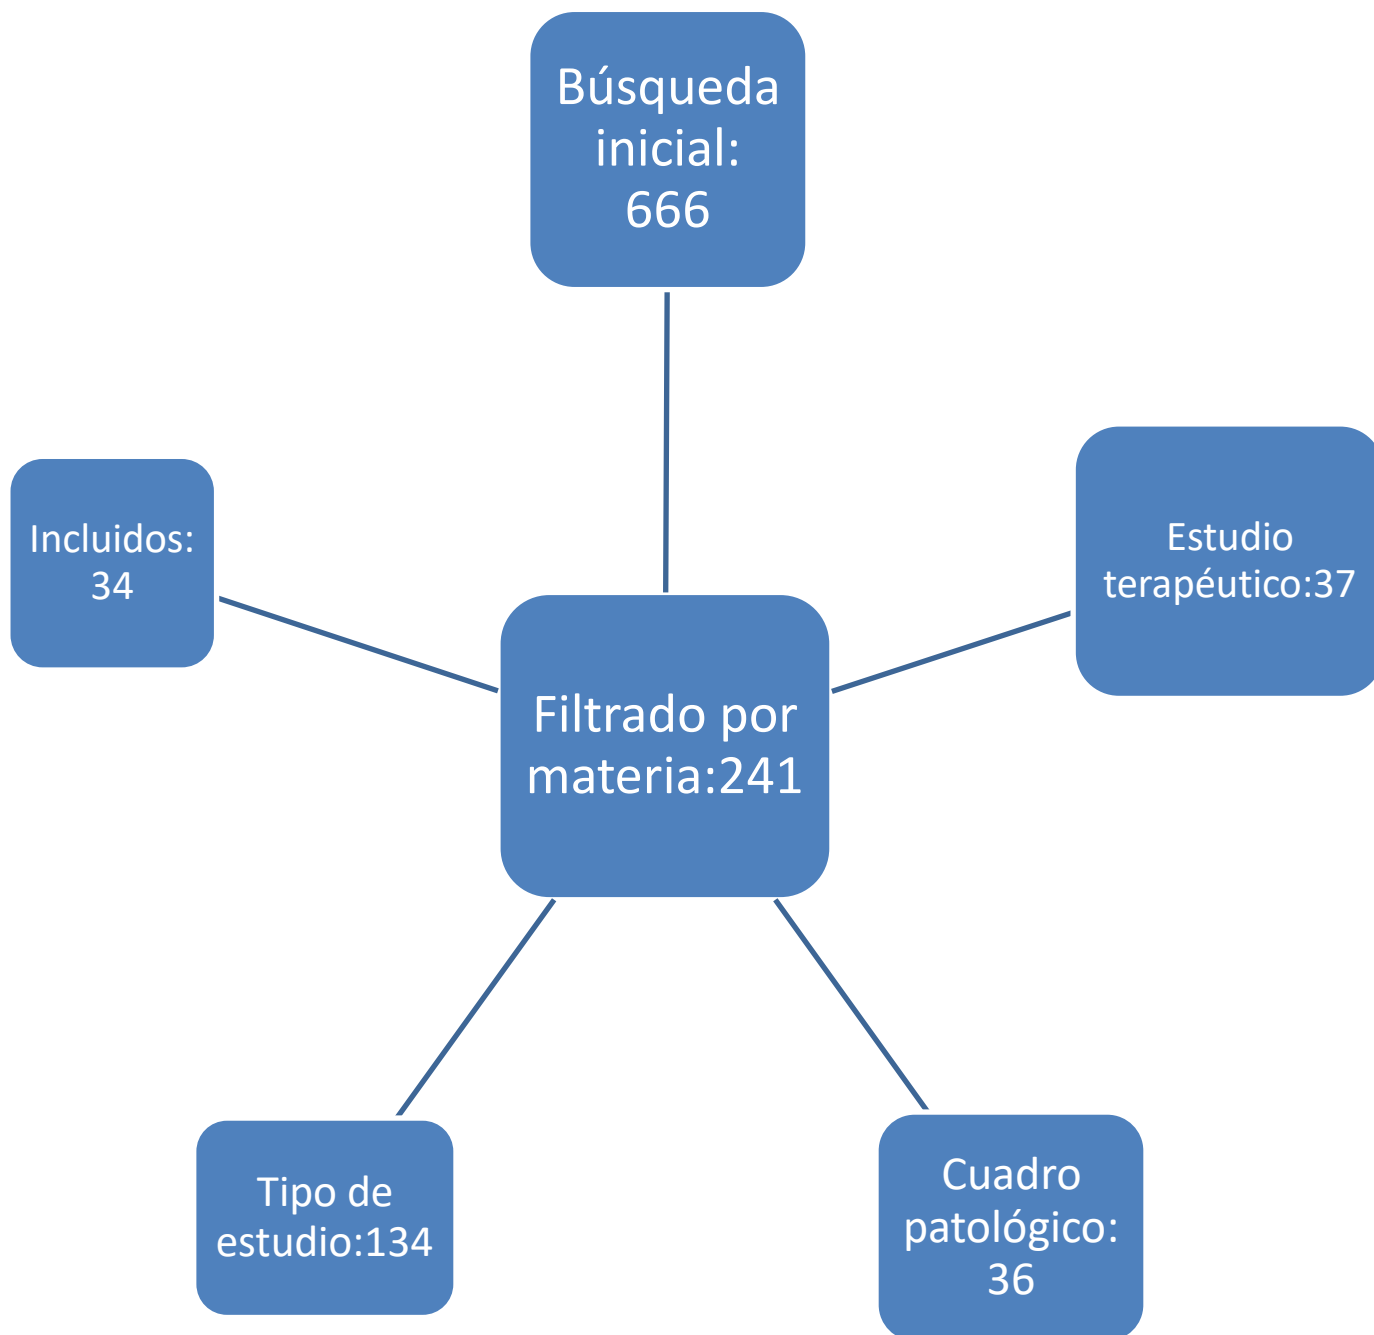 Búsqueda
inicial:
666
Incluidos:
34
Estudio
terapéutico:37
Filtrado por
materia:241
Tipo de
estudio:134
Cuadro
patológico:
36